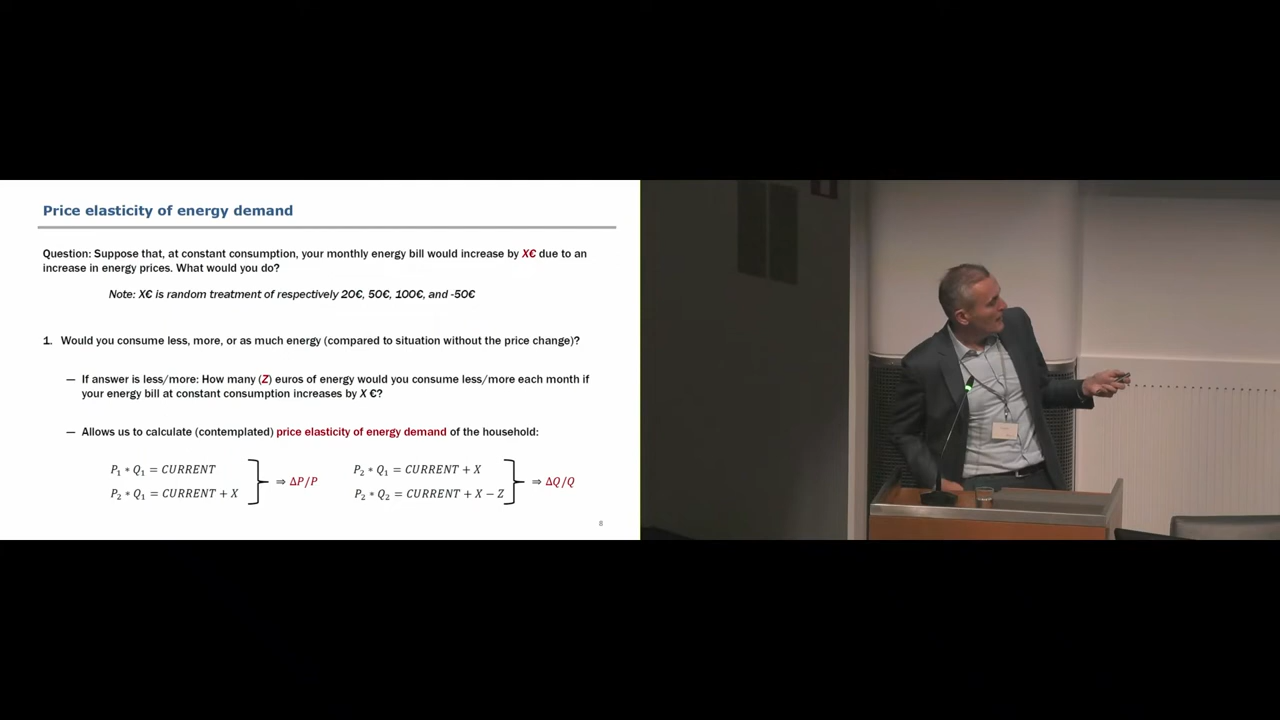 Price elasticity of energy demand
Question: Suppose that, at constant consumption, your monthly energy bill would increase by X€ due to an
increase in energy prices. What would you do?
Note: X€ is random treatment of respectively 20€, 50€, 100€, and -50€
1. Would you consume less, more, or as much energy (compared to situation without the price change)?
— If answer is less/more: How many (Z) euros of energy would you consume less/more each month if
your energy bill at constant consumption increases by X €?
— Allows us to calculate (contemplated) price elasticity of energy demand of the household:
P₁ ∗ Q₁ = CURRENT
P₂ ∗ Q₁ = CURRENT + X
⇒ ΔP/P
P₂ ∗ Q₁ = CURRENT + X
P₂ ∗ Q₂ = CURRENT + X − Z
⇒ ΔQ/Q
8